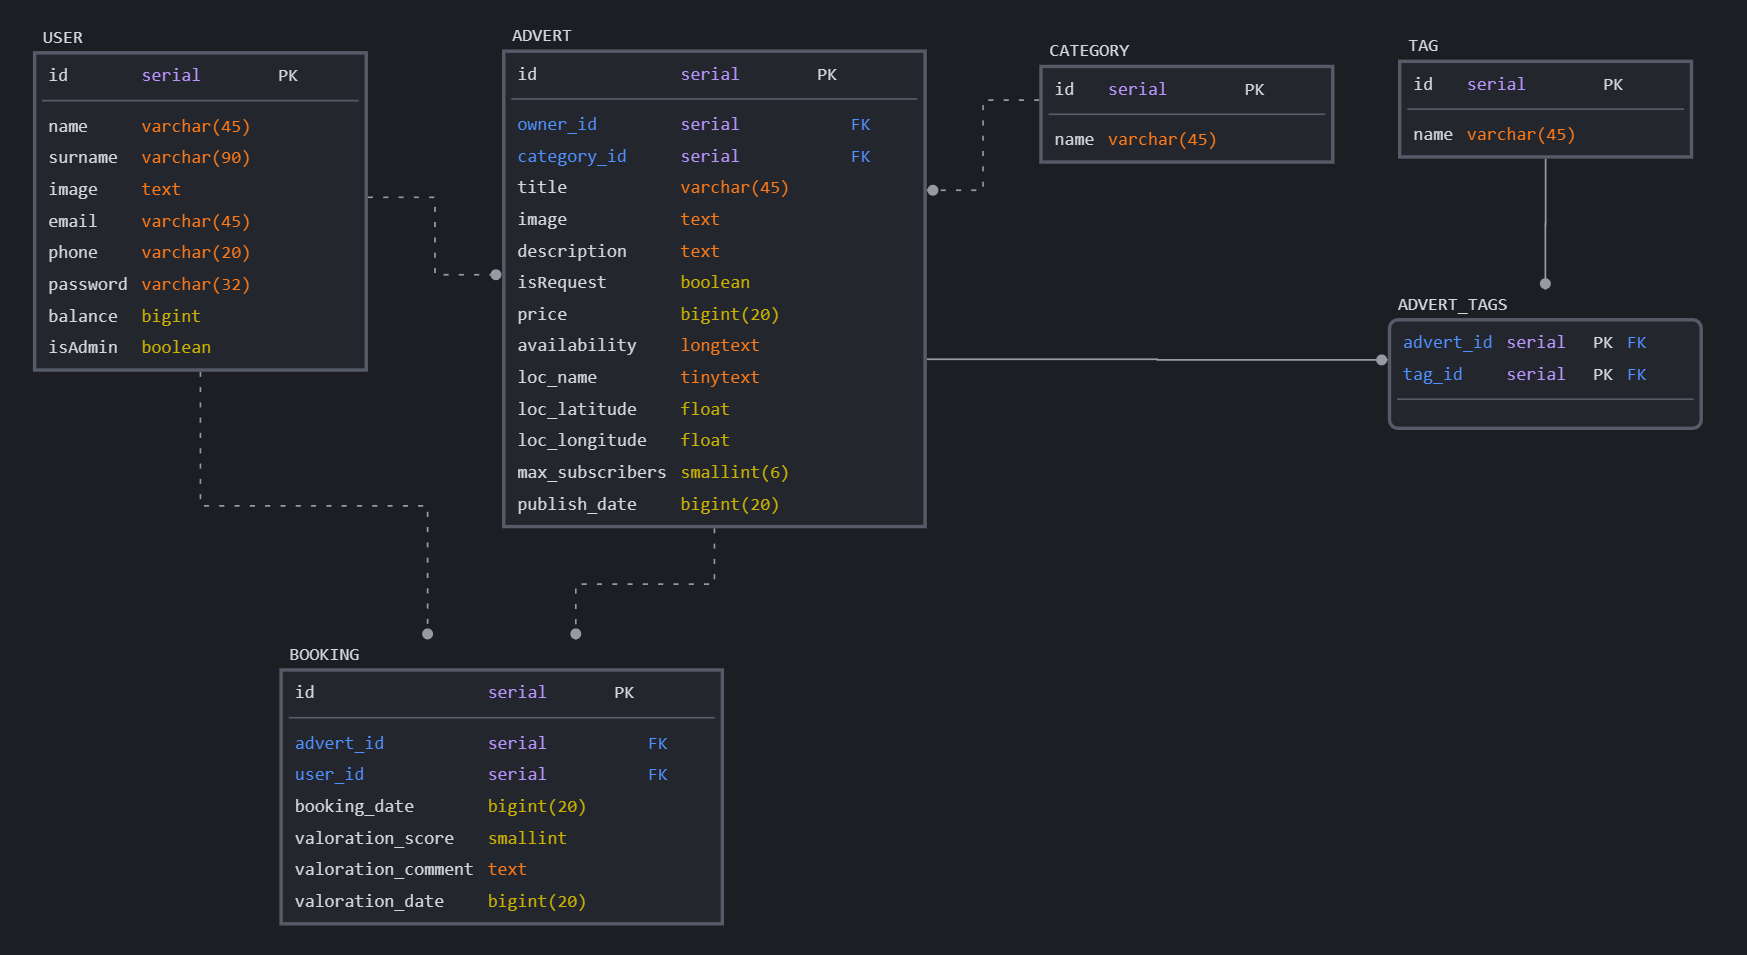 USER
id serial PK
name varchar(45)
surname varchar(90)
image text
email varchar(45)
phone varchar(20)
password varchar(32)
balance bigint
isAdmin boolean
ADVERT
id serial PK
owner_id serial FK
category_id serial FK
title varchar(45)
image text
description text
isRequest boolean
price bigint(20)
availability longtext
loc_name tinytext
loc_latitude float
loc_longitude float
max_subscribers smallint(6)
publish_date bigint(20)
CATEGORY
id serial PK
name varchar(45)
TAG
id serial PK
name varchar(45)
ADVERT_TAGS
advert_id serial PK FK
tag_id serial PK FK
BOOKING
id serial PK
advert_id serial FK
user_id serial FK
booking_date bigint(20)
valoration_score smallint
valoration_comment text
valoration_date bigint(20)